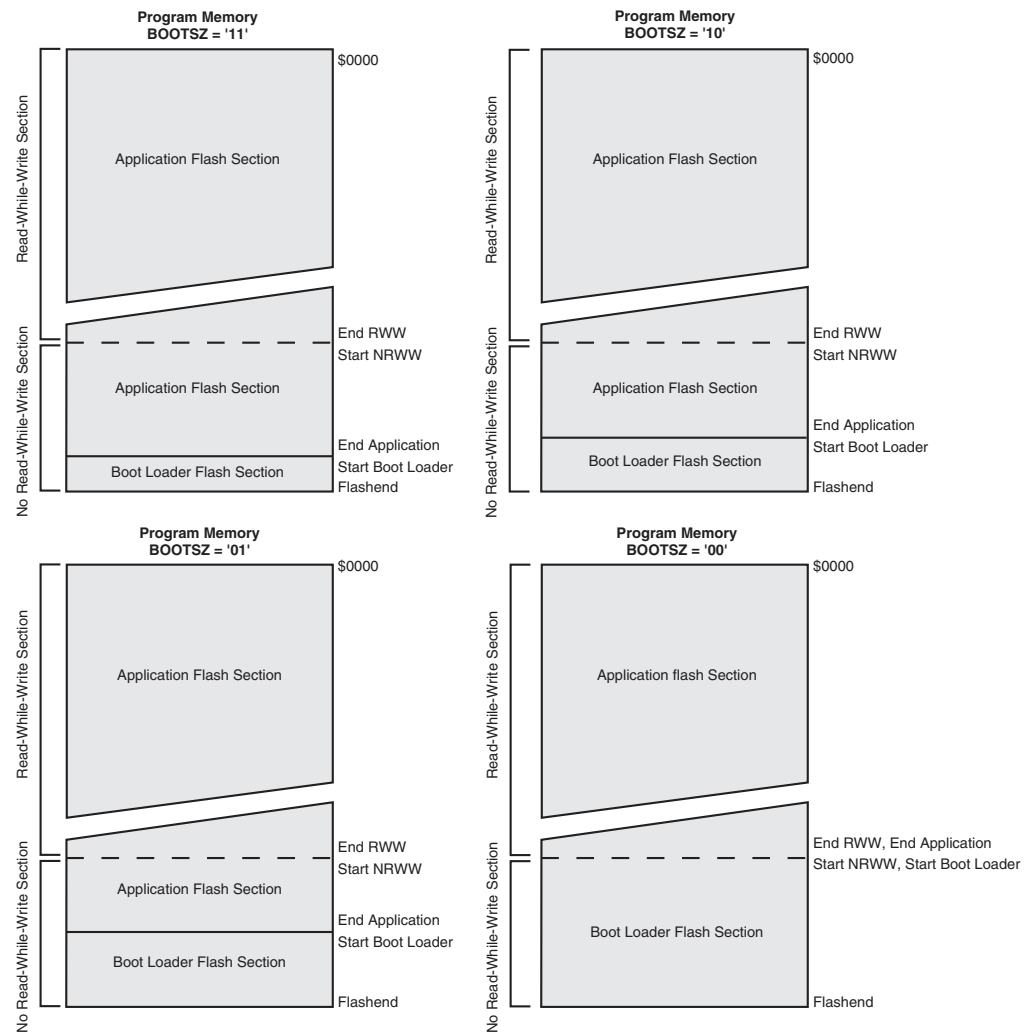 Program Memory
BOOTSZ = '11'
$0000
Read-While-Write Section
Application Flash Section
End RWW
Start NRWW
No Read-While-Write Section
Application Flash Section
End Application
Start Boot Loader
Boot Loader Flash Section
Flashend
Program Memory
BOOTSZ = '10'
$0000
Read-While-Write Section
Application Flash Section
End RWW
Start NRWW
No Read-While-Write Section
Application Flash Section
End Application
Start Boot Loader
Boot Loader Flash Section
Flashend
Program Memory
BOOTSZ = '01'
$0000
Read-While-Write Section
Application Flash Section
End RWW
Start NRWW
No Read-While-Write Section
Application Flash Section
End Application
Start Boot Loader
Boot Loader Flash Section
Flashend
Program Memory
BOOTSZ = '00'
$0000
Read-While-Write Section
Application flash Section
End RWW, End Application
Start NRWW, Start Boot Loader
No Read-While-Write Section
Boot Loader Flash Section
Flashend